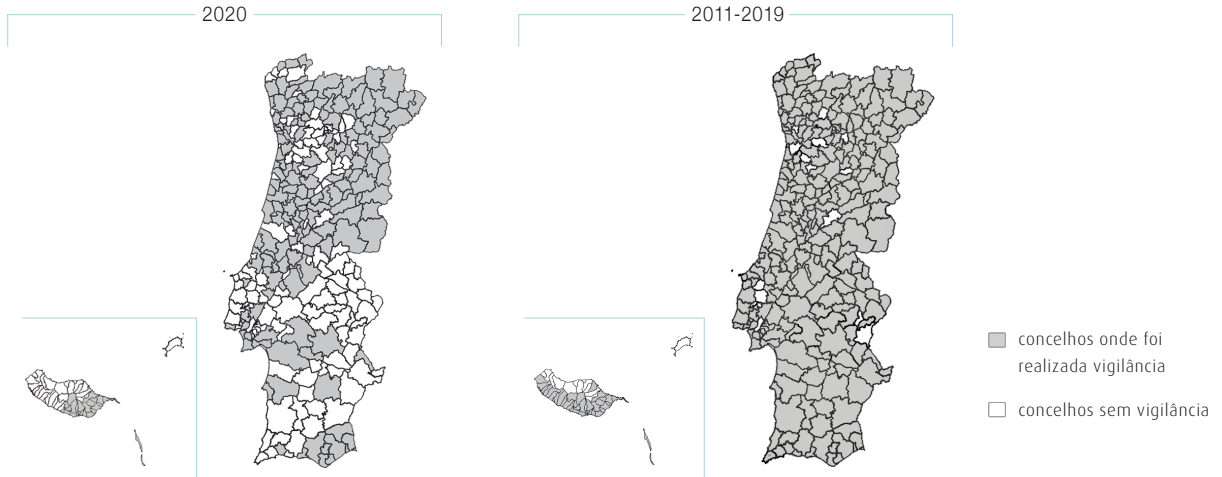 2020
2011-2019
concelhos onde foi
realizada vigilância
concelhos sem vigilância